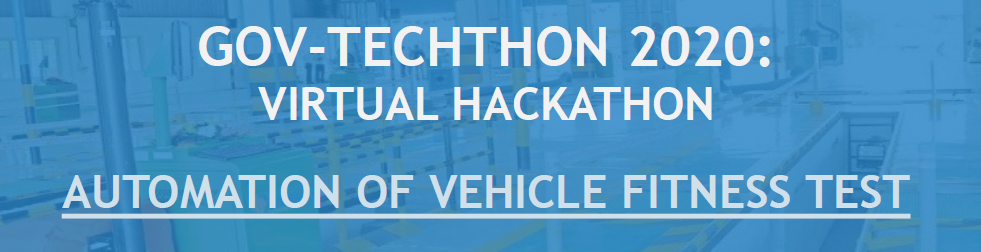 GOV-TECHTHON 2020:
VIRTUAL HACKATHON
AUTOMATION OF VEHICLE FITNESS TEST